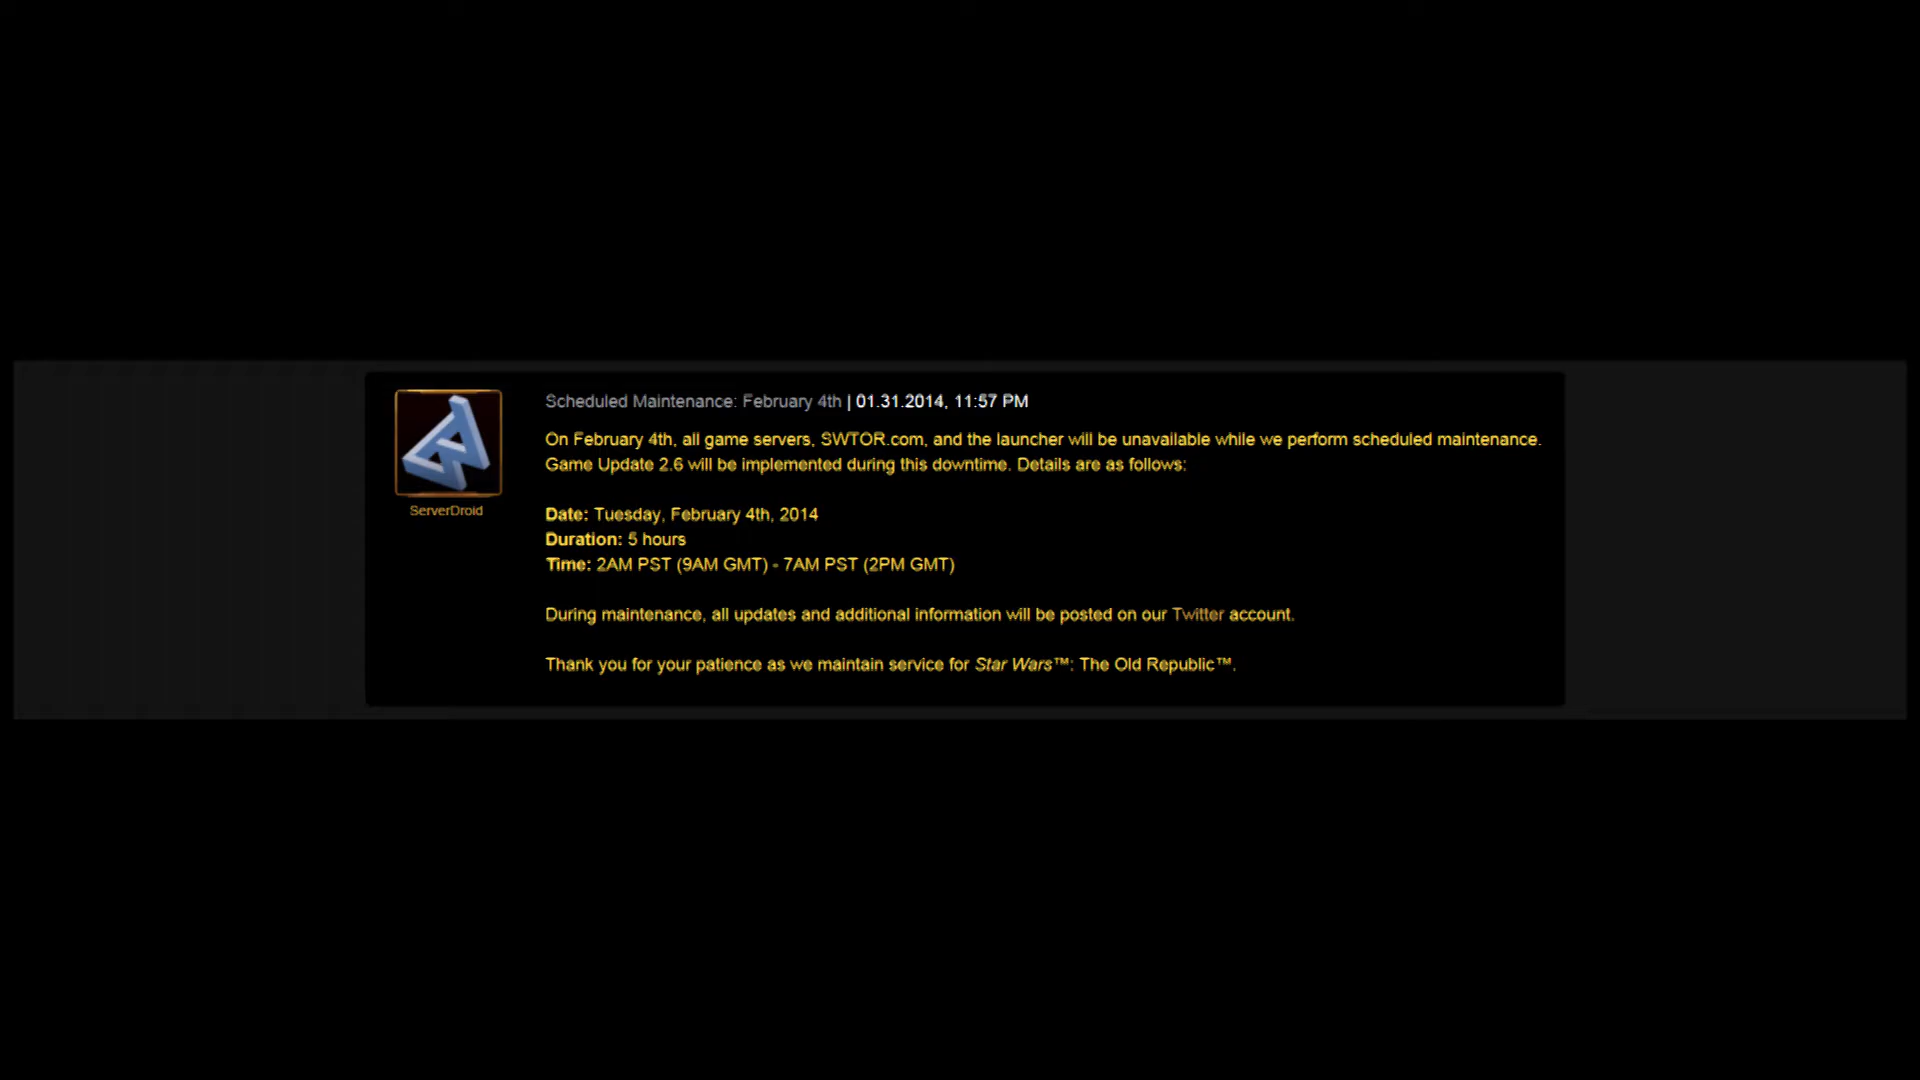 Scheduled Maintenance: February 4th | 01.31.2014, 11:57 PM
On February 4th, all game servers, SWTOR.com, and the launcher will be unavailable while we perform scheduled maintenance.
Game Update 2.6 will be implemented during this downtime. Details are as follows:
ServerDroid
Date: Tuesday, February 4th, 2014
Duration: 5 hours
Time: 2AM PST (9AM GMT) - 7AM PST (2PM GMT)
During maintenance, all updates and additional information will be posted on our Twitter account.
Thank you for your patience as we maintain service for Star Wars™: The Old Republic™.